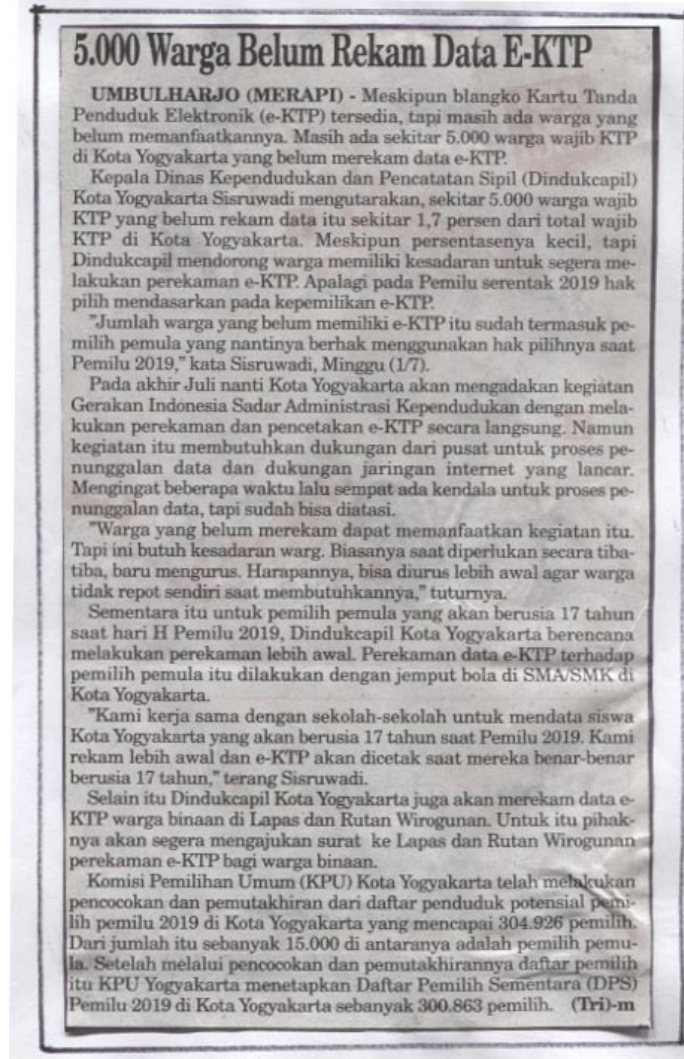 5.000 Warga Belum Rekam Data E-KTP
UMBULHARJO (MERAPI) - Meskipun blangko Kartu Tanda
Penduduk Elektronik (e-KTP) tersedia, tapi masih ada warga yang
belum memanfaatkannya. Masih ada sekitar 5.000 warga wajib KTP
di Kota Yogyakarta yang belum merekam data e-KTP.
Kepala Dinas Kependudukan dan Pencatatan Sipil (Dindukcapil)
Kota Yogyakarta Sisruwadi mengutarakan, sekitar 5.000 warga wajib
KTP yang belum rekam data itu sekitar 1,7 persen dari total wajib
KTP di Kota Yogyakarta. Meskipun persentasenya kecil, tapi
Dindukcapil mendorong warga memiliki kesadaran untuk segera me-
lakukan perekaman e-KTP. Apalagi pada Pemilu serentak 2019 hak
pilih mendasarkan pada kepemilikan e-KTP.
"Jumlah warga yang belum memiliki e-KTP itu sudah termasuk pe-
milih pemula yang nantinya berhak menggunakan hak pilihnya saat
Pemilu 2019," kata Sisruwadi, Minggu (1/7).
Pada akhir Juli nanti Kota Yogyakarta akan mengadakan kegiatan
Gerakan Indonesia Sadar Administrasi Kependudukan dengan mela-
kukan perekaman dan pencetakan e-KTP secara langsung. Namun
kegiatan itu membutuhkan dukungan dari pusat untuk proses pe-
nunggalan data dan dukungan jaringan internet yang lancar.
Mengingat beberapa waktu lalu sempat ada kendala untuk proses pe-
nunggalan data, tapi sudah bisa diatasi.
"Warga yang belum merekam dapat memanfaatkan kegiatan itu.
Tapi ini butuh kesadaran warg. Biasanya saat diperlukan secara tiba-
tiba, baru mengurus. Harapannya, bisa diurus lebih awal agar warga
tidak repot sendiri saat membutuhkannya," tuturnya.
Sementara itu untuk pemilih pemula yang akan berusia 17 tahun
saat hari H Pemilu 2019, Dindukcapil Kota Yogyakarta berencana
melakukan perekaman lebih awal. Perekaman data e-KTP terhadap
pemilih pemula itu dilakukan dengan jemput bola di SMA/SMK di
Kota Yogyakarta.
"Kami kerja sama dengan sekolah-sekolah untuk mendata siswa
Kota Yogyakarta yang akan berusia 17 tahun saat Pemilu 2019. Kami
rekam lebih awal dan e-KTP akan dicetak saat mereka benar-benar
berusia 17 tahun," terang Sisruwadi.
Selain itu Dindukcapil Kota Yogyakarta juga akan merekam data e-
KTP warga binaan di Lapas dan Rutan Wirogunan. Untuk itu pihak-
nya akan segera mengajukan surat ke Lapas dan Rutan Wirogunan
perekaman e-KTP bagi warga binaan.
Komisi Pemilihan Umum (KPU) Kota Yogyakarta telah melakukan
pencocokan dan pemutakhiran dari daftar penduduk potensial pemi-
lih pemilu 2019 di Kota Yogyakarta yang mencapai 304.926 pemilih.
Dari jumlah itu sebanyak 15.000 di antaranya adalah pemilih pemu-
la. Setelah melalui pencocokan dan pemutakhirannya daftar pemilih
itu KPU Yogyakarta menetapkan Daftar Pemilih Sementara (DPS)
Pemilu 2019 di Kota Yogyakarta sebanyak 300.863 pemilih. (Tri)-m